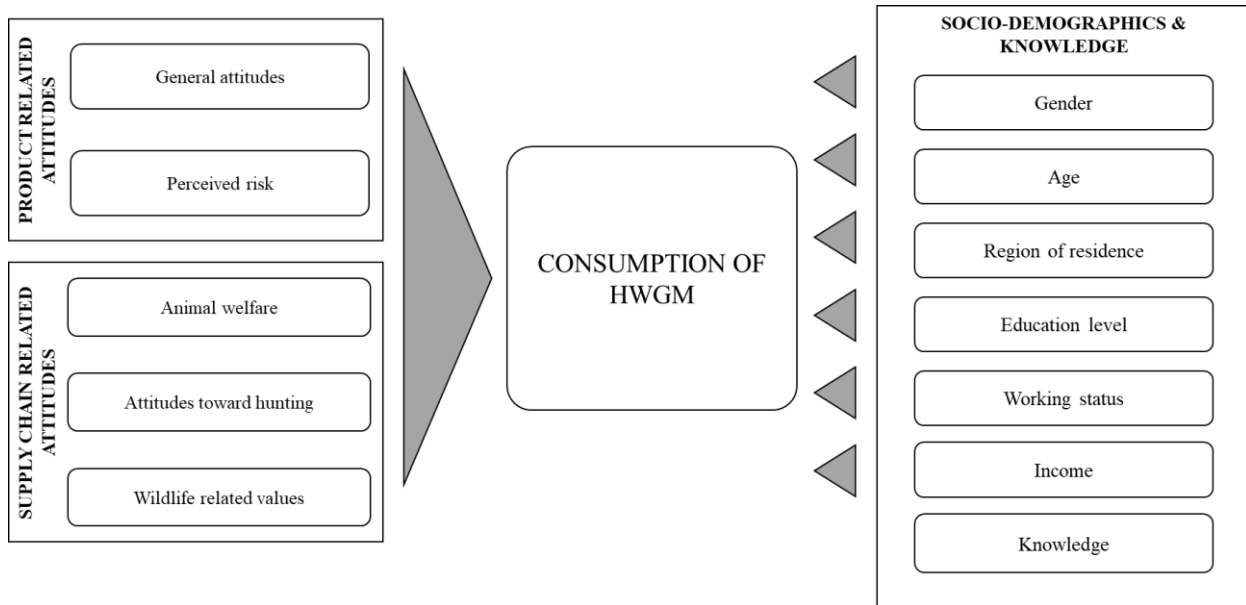 PRODUCT RELATED
ATTITUDES
General attitudes
Perceived risk
SUPPLY CHAIN RELATED
ATTITUDES
Animal welfare
Attitudes toward hunting
Wildlife related values
CONSUMPTION OF
HWGM
SOCIO-DEMOGRAPHICS &
KNOWLEDGE
Gender
Age
Region of residence
Education level
Working status
Income
Knowledge